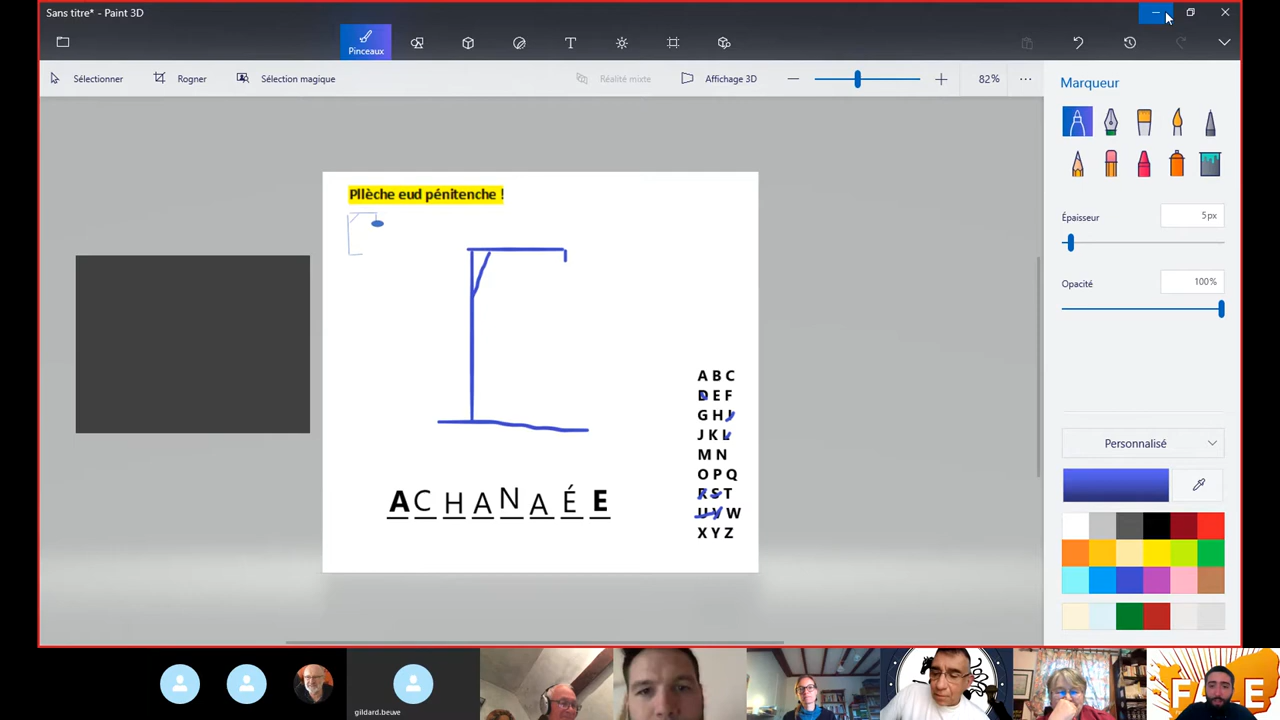 Sans titre* - Paint 3D
Pinceaux
Sélectionner Rogner Sélection magique Réalité mixte Affichage 3D 82%
Marqueur
Pllèche eud pénitenche !
Épaisseur 5px
Opacité 100%
A B C
D E F
G H I
J K L
M N
O P Q
R S T
U V W
X Y Z
A C H A N A É E
Personnalisé
gildard.beuve